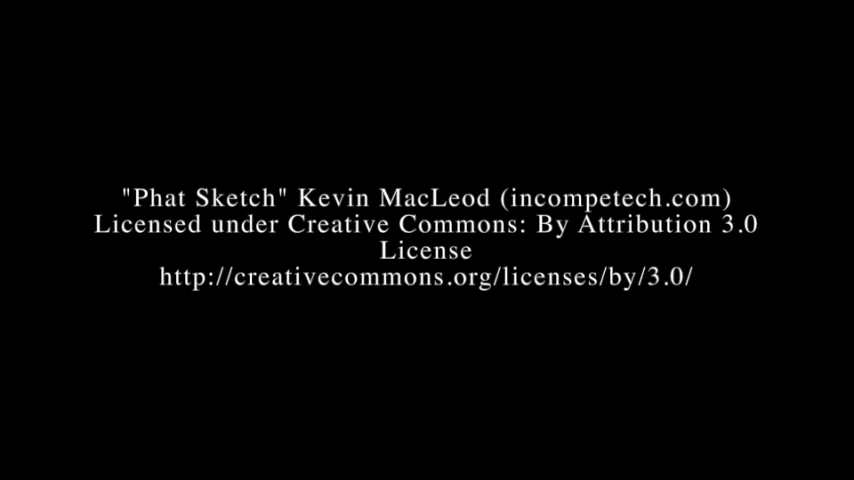 "Phat Sketch" Kevin MacLeod (incompetech.com)
Licensed under Creative Commons: By Attribution 3.0
License
http://creativecommons.org/licenses/by/3.0/